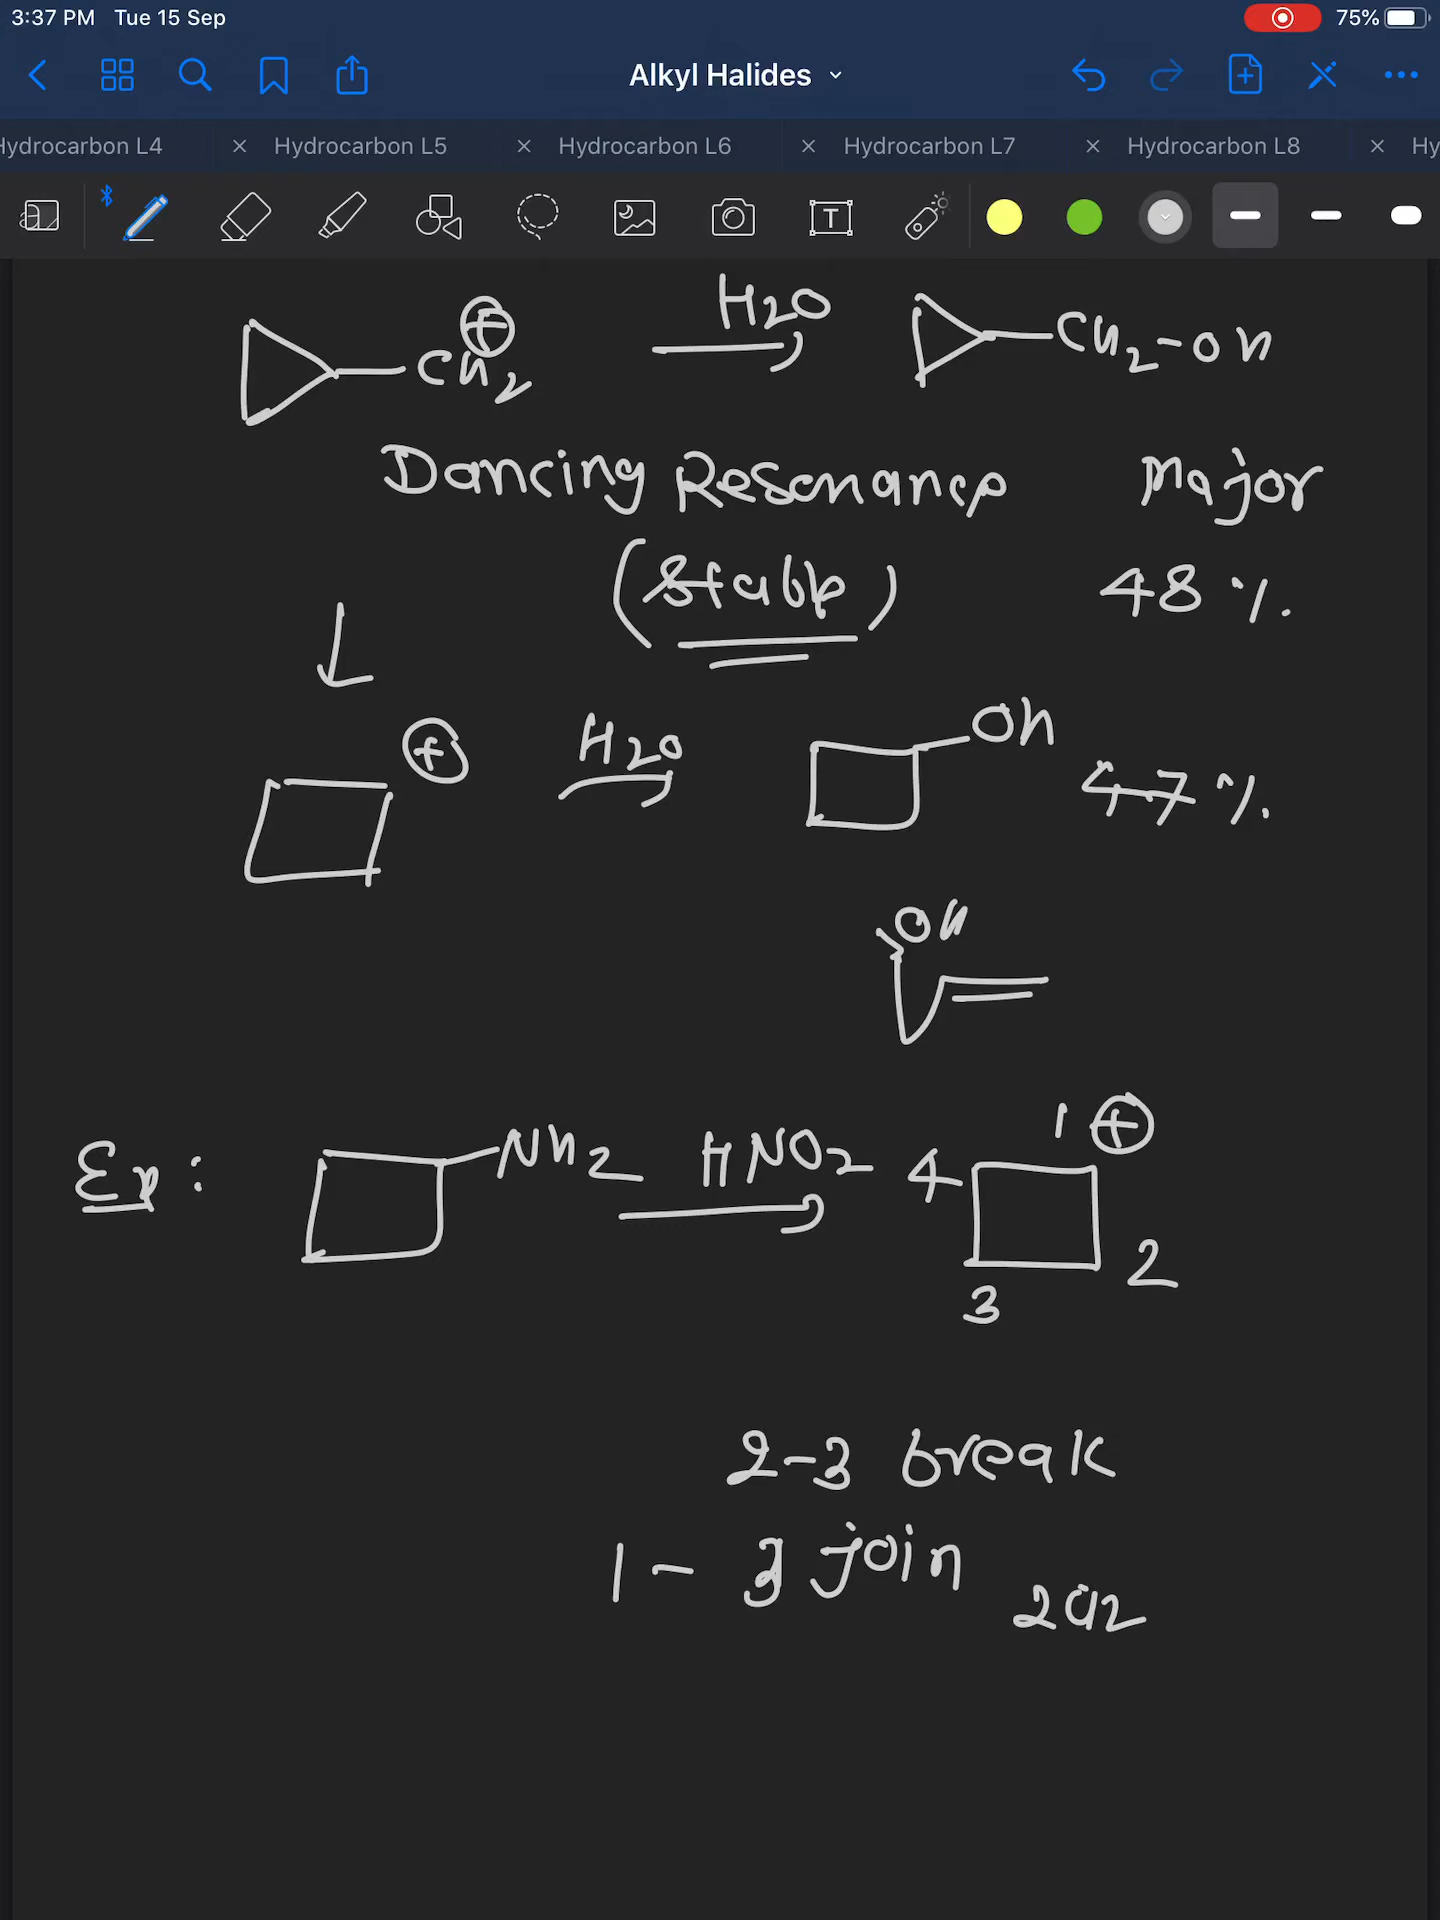 3:37 PM Tue 15 Sep 75%
Alkyl Halides
Hydrocarbon L4 × Hydrocarbon L5 × Hydrocarbon L6 × Hydrocarbon L7 × Hydrocarbon L8 × Hy
T
CH2 ⊕ H2O CH2-OH
Dancing Resonance Major
(Stable) 48 %.
⊕ H2O OH 47 %.
OH
Ex: NH2 HNO2 4 1 ⊕
2
3
2-3 break
1-3 join